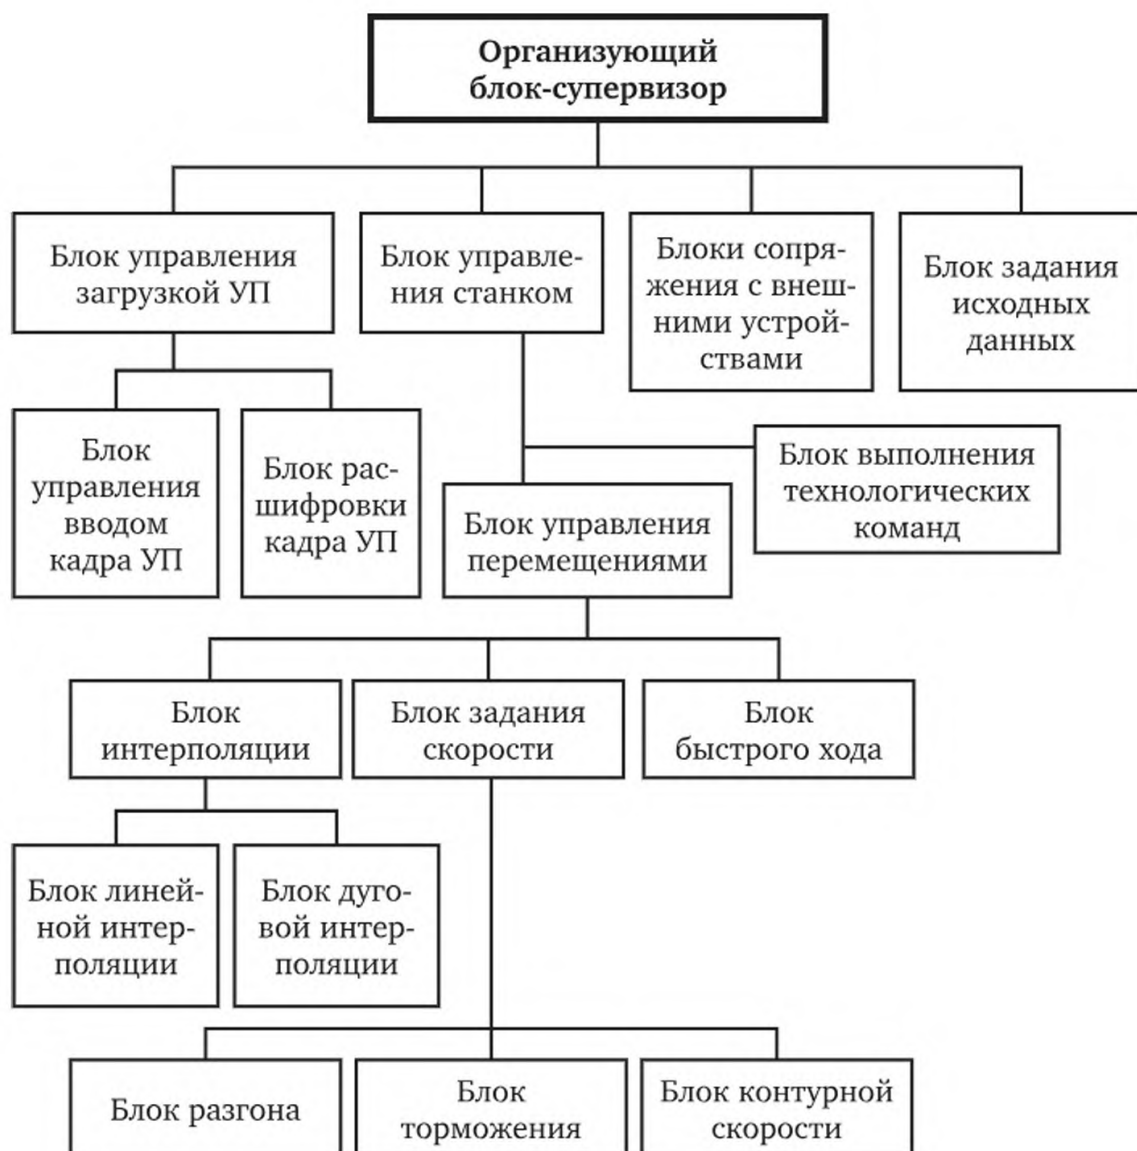 Организующий
блок-супервизор
Блок управления
загрузкой УП
Блок управле-
ния станком
Блоки сопря-
жения с внеш-
ними устрой-
ствами
Блок задания
исходных
данных
Блок
управления
вводом
кадра УП
Блок рас-
шифровки
кадра УП
Блок управления
перемещениями
Блок выполнения
технологических
команд
Блок
интерполяции
Блок задания
скорости
Блок
быстрого хода
Блок линей-
ной интер-
поляции
Блок дуго-
вой интер-
поляции
Блок разгона
Блок
торможения
Блок контурной
скорости